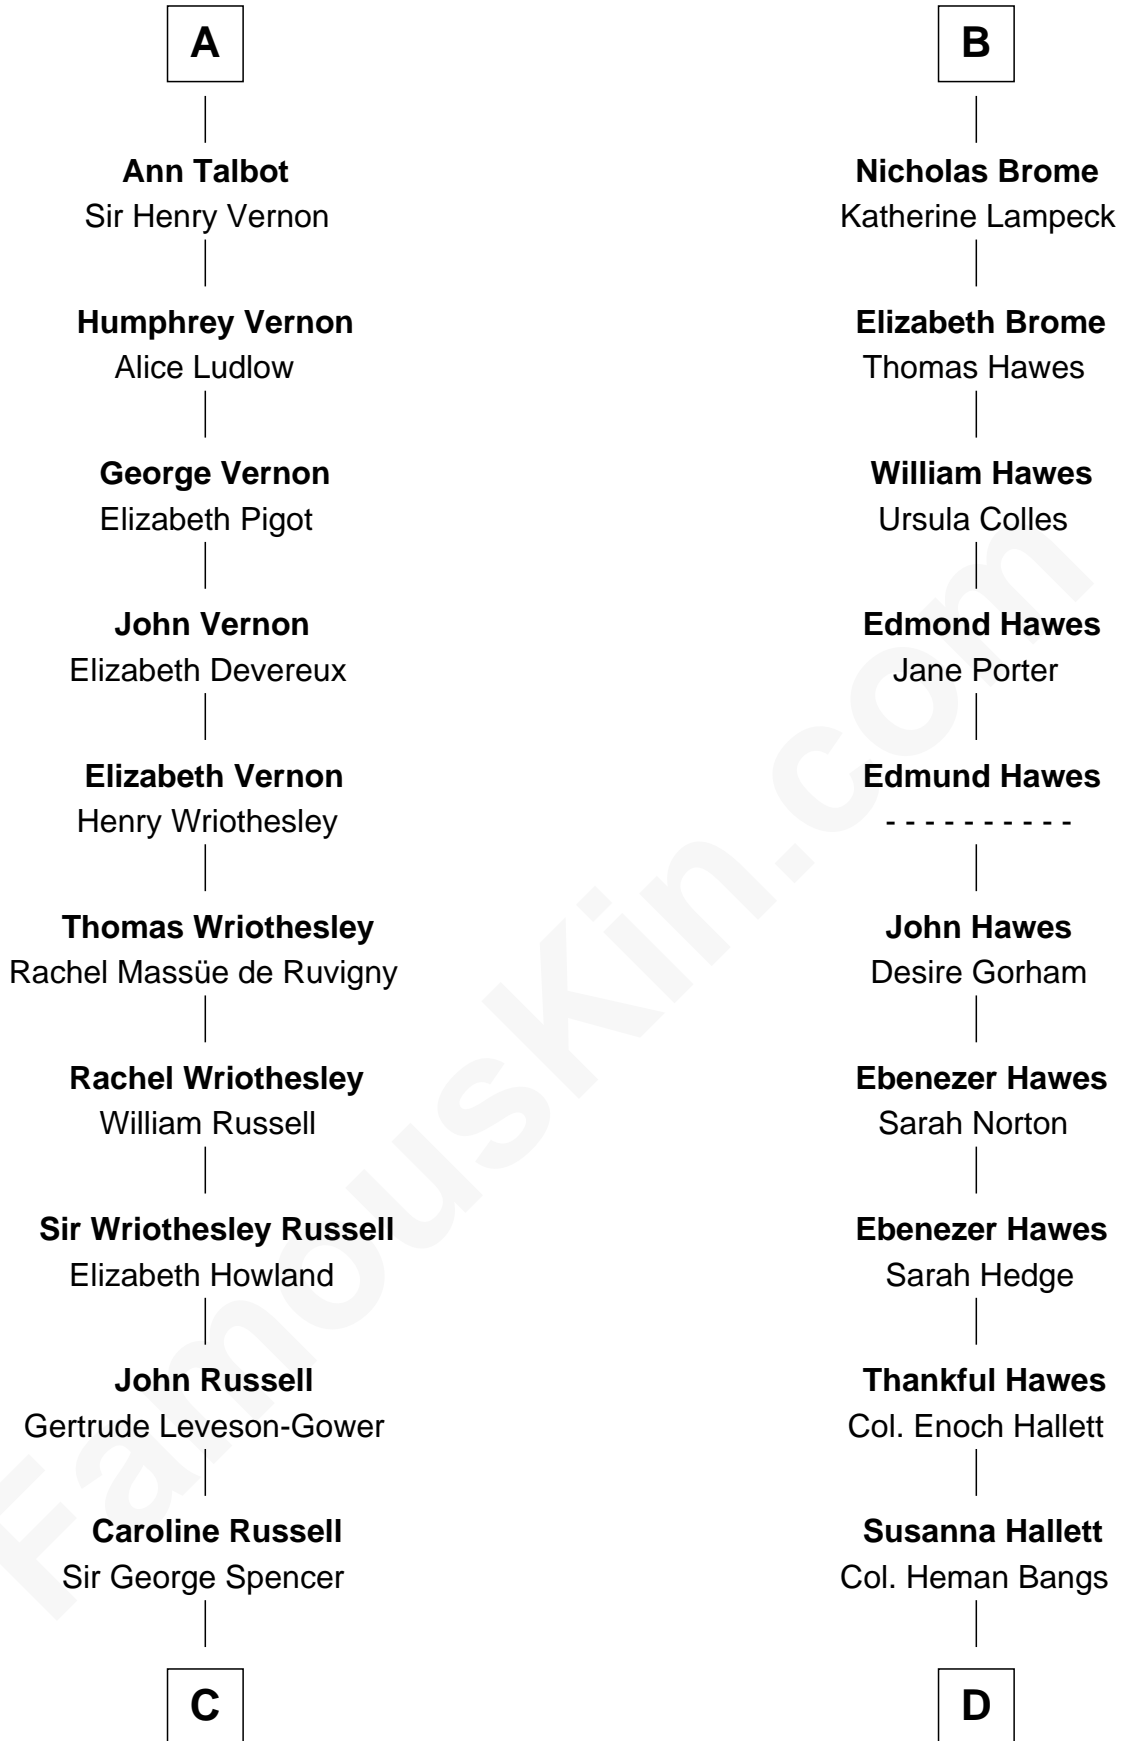 A
Ann Talbot
Sir Henry Vernon
Humphrey Vernon
Alice Ludlow
George Vernon
Elizabeth Pigot
John Vernon
Elizabeth Devereux
Elizabeth Vernon
Henry Wriothesley
Thomas Wriothesley
Rachel Massüe de Ruvigny
Rachel Wriothesley
William Russell
Sir Wriothesley Russell
Elizabeth Howland
John Russell
Gertrude Leveson-Gower
Caroline Russell
Sir George Spencer
C
B
Nicholas Brome
Katherine Lampeck
Elizabeth Brome
Thomas Hawes
William Hawes
Ursula Colles
Edmond Hawes
Jane Porter
Edmund Hawes
- - - - - - - - - -
John Hawes
Desire Gorham
Ebenezer Hawes
Sarah Norton
Ebenezer Hawes
Sarah Hedge
Thankful Hawes
Col. Enoch Hallett
Susanna Hallett
Col. Heman Bangs
D
FamousKin.com